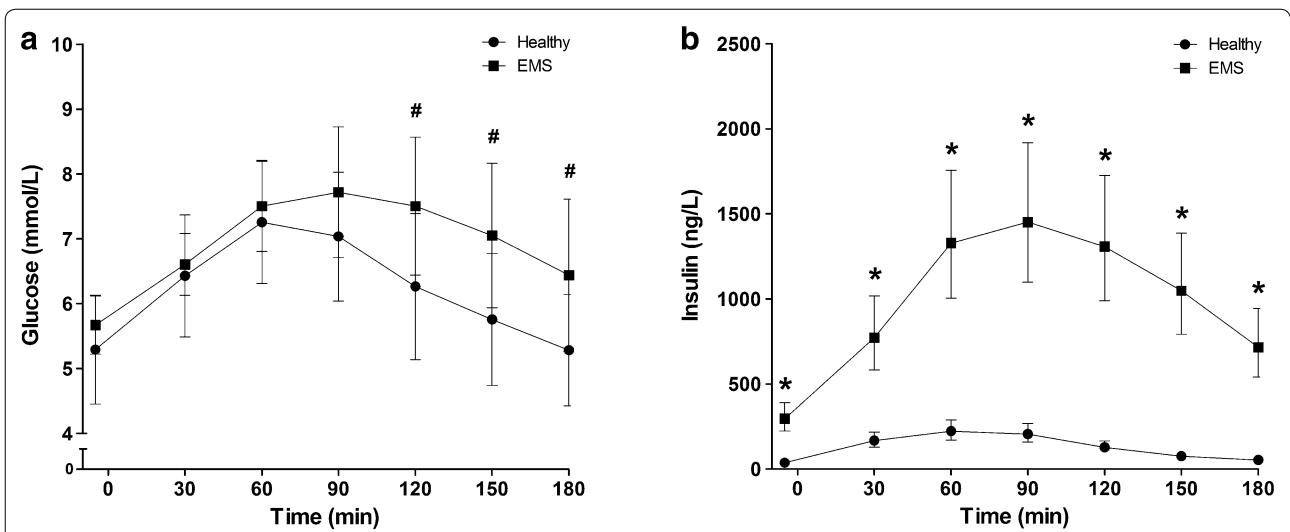 a
Healthy
EMS
10
9
8
7
6
5
4
0
# # #
Glucose (mmol/L)
0 30 60 90 120 150 180
Time (min)
b
Healthy
EMS
2500
2000
1500
1000
500
0
* * * * * * *
Insulin (ng/L)
0 30 60 90 120 150 180
Time (min)